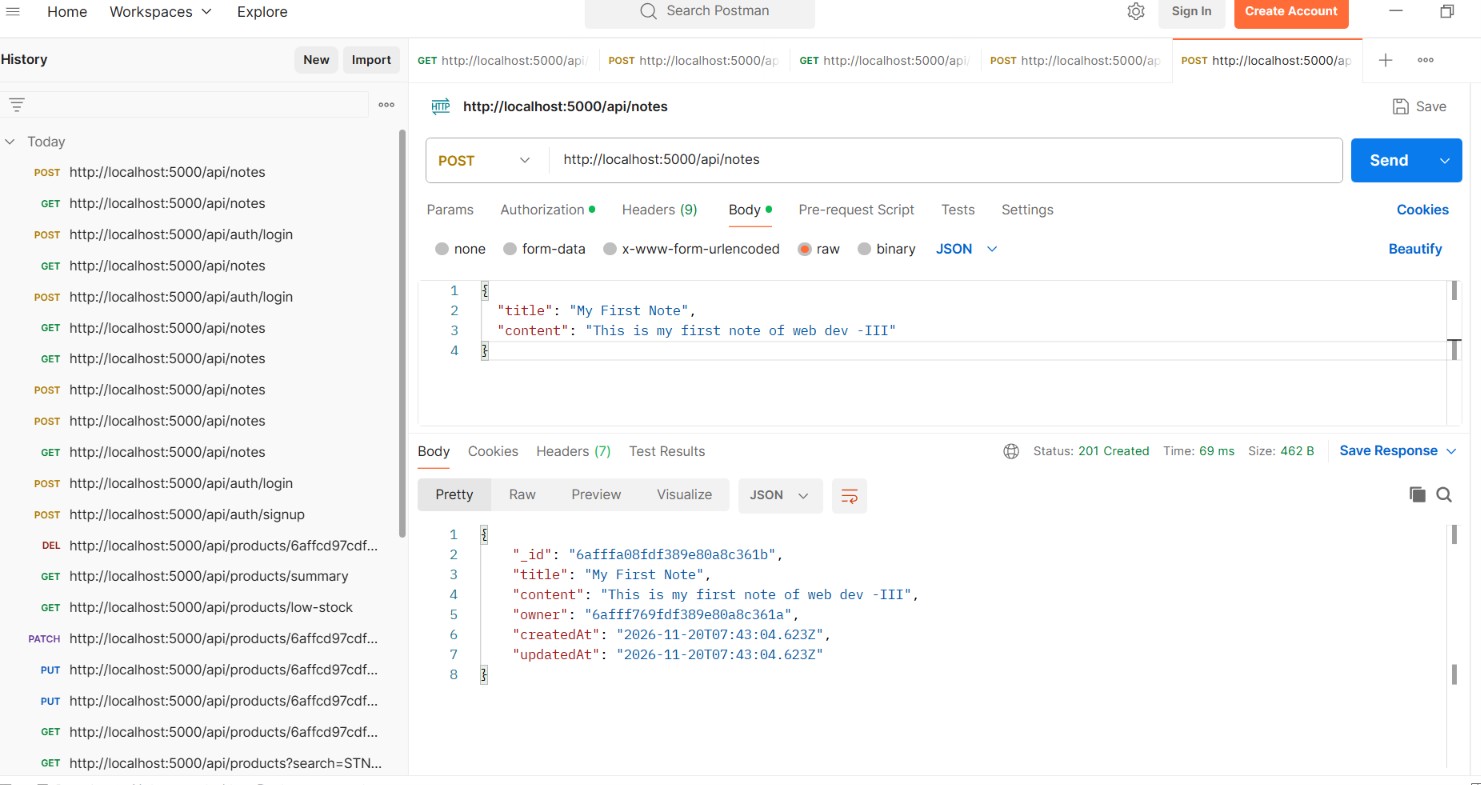 Home Workspaces Explore Search Postman Sign In Create Account
History New Import
GET http://localhost:5000/api/ POST http://localhost:5000/ap GET http://localhost:5000/api/ POST http://localhost:5000/ap POST http://localhost:5000/ap
HTTP http://localhost:5000/api/notes Save
Today
POST http://localhost:5000/api/notes
GET http://localhost:5000/api/notes
POST http://localhost:5000/api/auth/login
GET http://localhost:5000/api/notes
POST http://localhost:5000/api/auth/login
GET http://localhost:5000/api/notes
GET http://localhost:5000/api/notes
POST http://localhost:5000/api/notes
POST http://localhost:5000/api/notes
GET http://localhost:5000/api/notes
POST http://localhost:5000/api/auth/login
POST http://localhost:5000/api/auth/signup
DEL http://localhost:5000/api/products/6affcd97cdf...
GET http://localhost:5000/api/products/summary
GET http://localhost:5000/api/products/low-stock
PATCH http://localhost:5000/api/products/6affcd97cdf...
PUT http://localhost:5000/api/products/6affcd97cdf...
PUT http://localhost:5000/api/products/6affcd97cdf...
GET http://localhost:5000/api/products/6affcd97cdf...
GET http://localhost:5000/api/products?search=STN...
POST http://localhost:5000/api/notes Send
Params Authorization Headers (9) Body Pre-request Script Tests Settings Cookies
none form-data x-www-form-urlencoded raw binary JSON Beautify
1 {
2 "title": "My First Note",
3 "content": "This is my first note of web dev -III"
4 }
Body Cookies Headers (7) Test Results Status: 201 Created Time: 69 ms Size: 462 B Save Response
Pretty Raw Preview Visualize JSON
1 {
2 "_id": "6afffa08fdf389e80a8c361b",
3 "title": "My First Note",
4 "content": "This is my first note of web dev -III",
5 "owner": "6afff769fdf389e80a8c361a",
6 "createdAt": "2026-11-20T07:43:04.623Z",
7 "updatedAt": "2026-11-20T07:43:04.623Z"
8 }